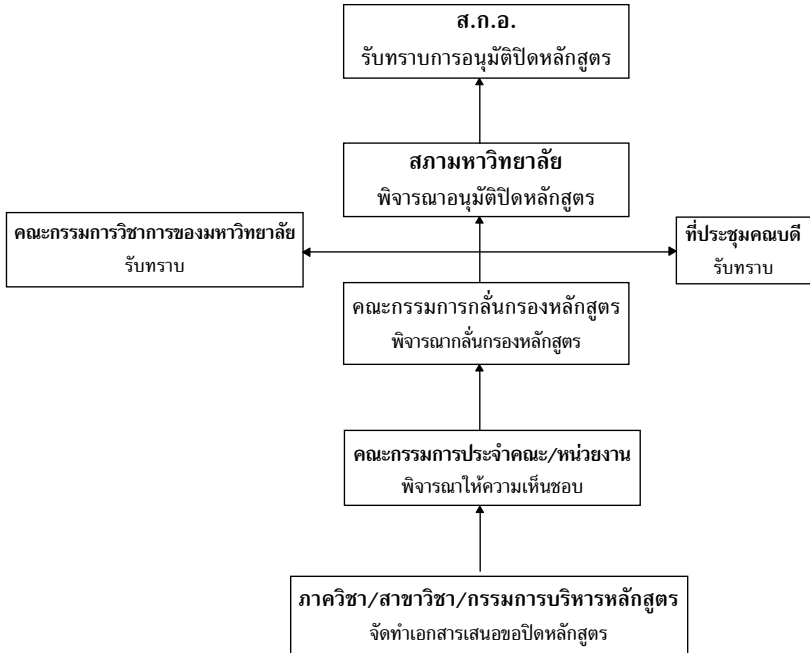 ส.ก.อ.
รับทราบการอนุมัติปิดหลักสูตร
สภามหาวิทยาลัย
พิจารณาอนุมัติปิดหลักสูตร
คณะกรรมการวิชาการของมหาวิทยาลัย
รับทราบ
ที่ประชุมคณบดี
รับทราบ
คณะกรรมการกลั่นกรองหลักสูตร
พิจารณากลั่นกรองหลักสูตร
คณะกรรมการประจำคณะ/หน่วยงาน
พิจารณาให้ความเห็นชอบ
ภาควิชา/สาขาวิชา/กรรมการบริหารหลักสูตร
จัดทำเอกสารเสนอขอปิดหลักสูตร